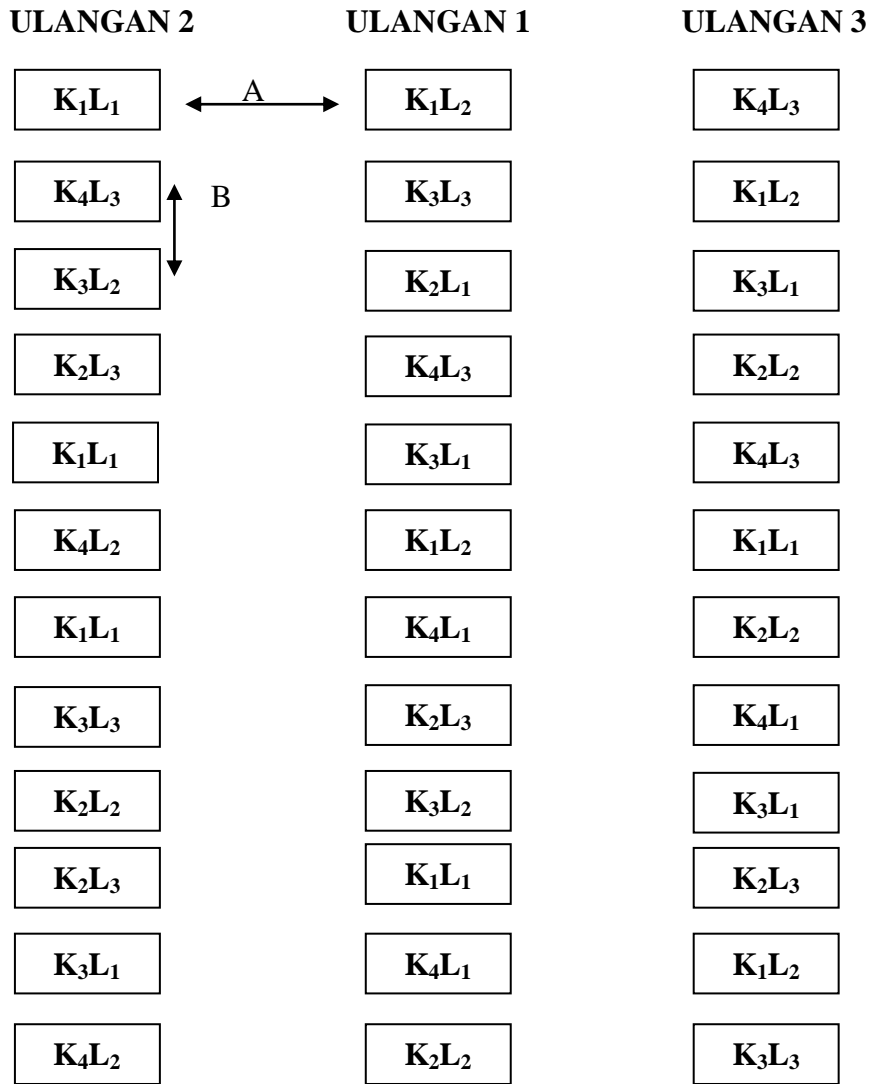 ULANGAN 2 ULANGAN 1 ULANGAN 3
K₁L₁ A K₁L₂ K₄L₃
K₄L₃ B K₃L₃ K₁L₂
K₃L₂ K₂L₁ K₃L₁
K₂L₃ K₄L₃ K₂L₂
K₁L₁ K₃L₁ K₄L₃
K₄L₂ K₁L₂ K₁L₁
K₁L₁ K₄L₁ K₂L₂
K₃L₃ K₂L₃ K₄L₁
K₂L₂ K₃L₂ K₃L₁
K₂L₃ K₁L₁ K₂L₃
K₃L₁ K₄L₁ K₁L₂
K₄L₂ K₂L₂ K₃L₃